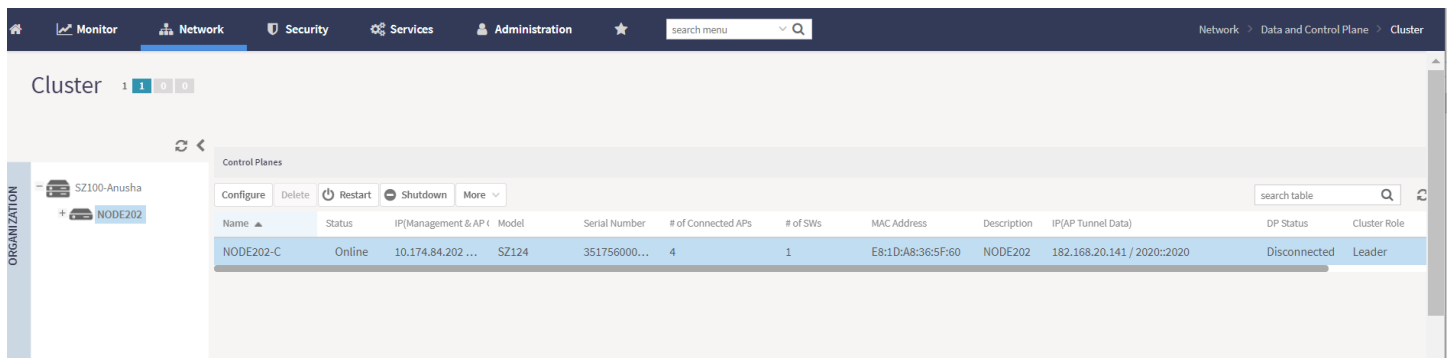 Monitor Network Security Services Administration search menu Network > Data and Control Plane > Cluster
Cluster 1 1 0 0
Control Planes
ORGANIZATION
SZ100-Anusha
NODE202
Configure Delete Restart Shutdown More search table
Name Status IP(Management & AP C Model Serial Number # of Connected APs # of SWs MAC Address Description IP(AP Tunnel Data) DP Status Cluster Role
NODE202-C Online 10.174.84.202 ... SZ124 351756000... 4 1 E8:1D:A8:36:5F:60 NODE202 182.168.20.141 / 2020::2020 Disconnected Leader